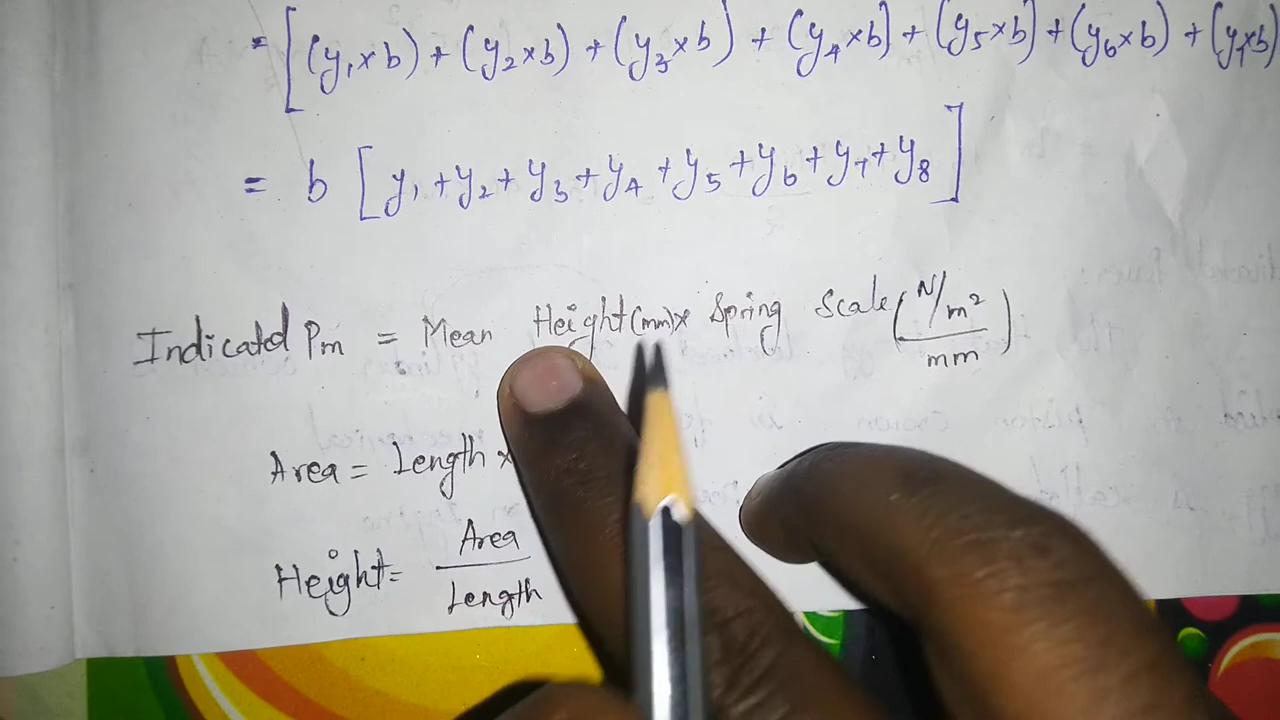 = [(y₁×b) + (y₂×b) + (y₃×b) + (y₄×b] + (y₅×b] + (y₆×b) + (y₇×b)
= b [y₁ + y₂ + y₃ + y₄ + y₅ + y₆ + y₇ + y₈]
Indicated Pm = Mean Height (mm) × Spring Scale (N/m² / mm)
Area = Length ×
Height = Area / Length